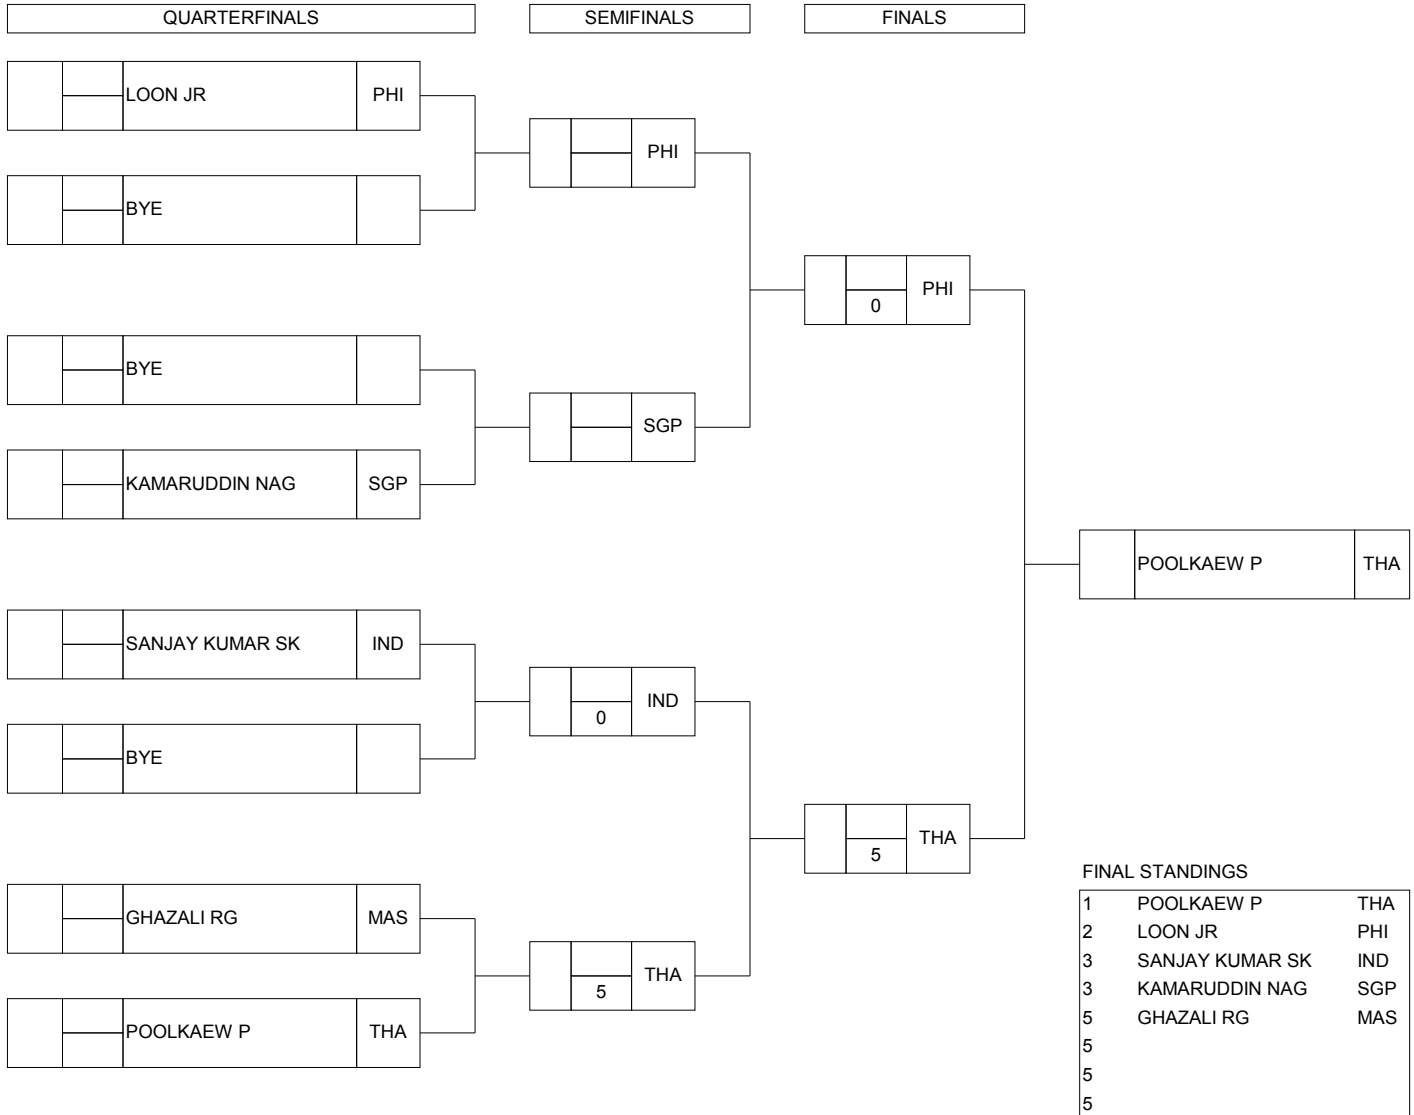 QUARTERFINALS SEMIFINALS FINALS
LOON JR PHI
PHI
BYE
PHI
0
BYE
SGP
KAMARUDDIN NAG SGP
POOLKAEW P THA
SANJAY KUMAR SK IND
IND
0
BYE
THA
5
GHAZALI RG MAS
THA
5
POOLKAEW P THA
FINAL STANDINGS
1 POOLKAEW P THA
2 LOON JR PHI
3 SANJAY KUMAR SK IND
3 KAMARUDDIN NAG SGP
5 GHAZALI RG MAS
5
5
5